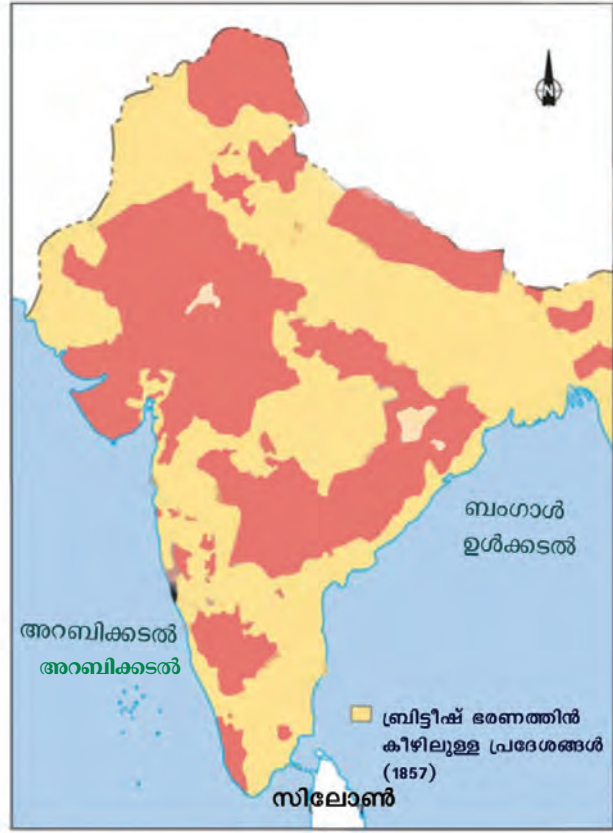 N
ബംഗാൾ
ഉൾക്കടൽ
അറബിക്കടൽ
അറബിക്കടൽ
ബ്രിട്ടീഷ് ഭരണത്തിൻ
കീഴിലുള്ള പ്രദേശങ്ങൾ
(1857)
സിലോൺ